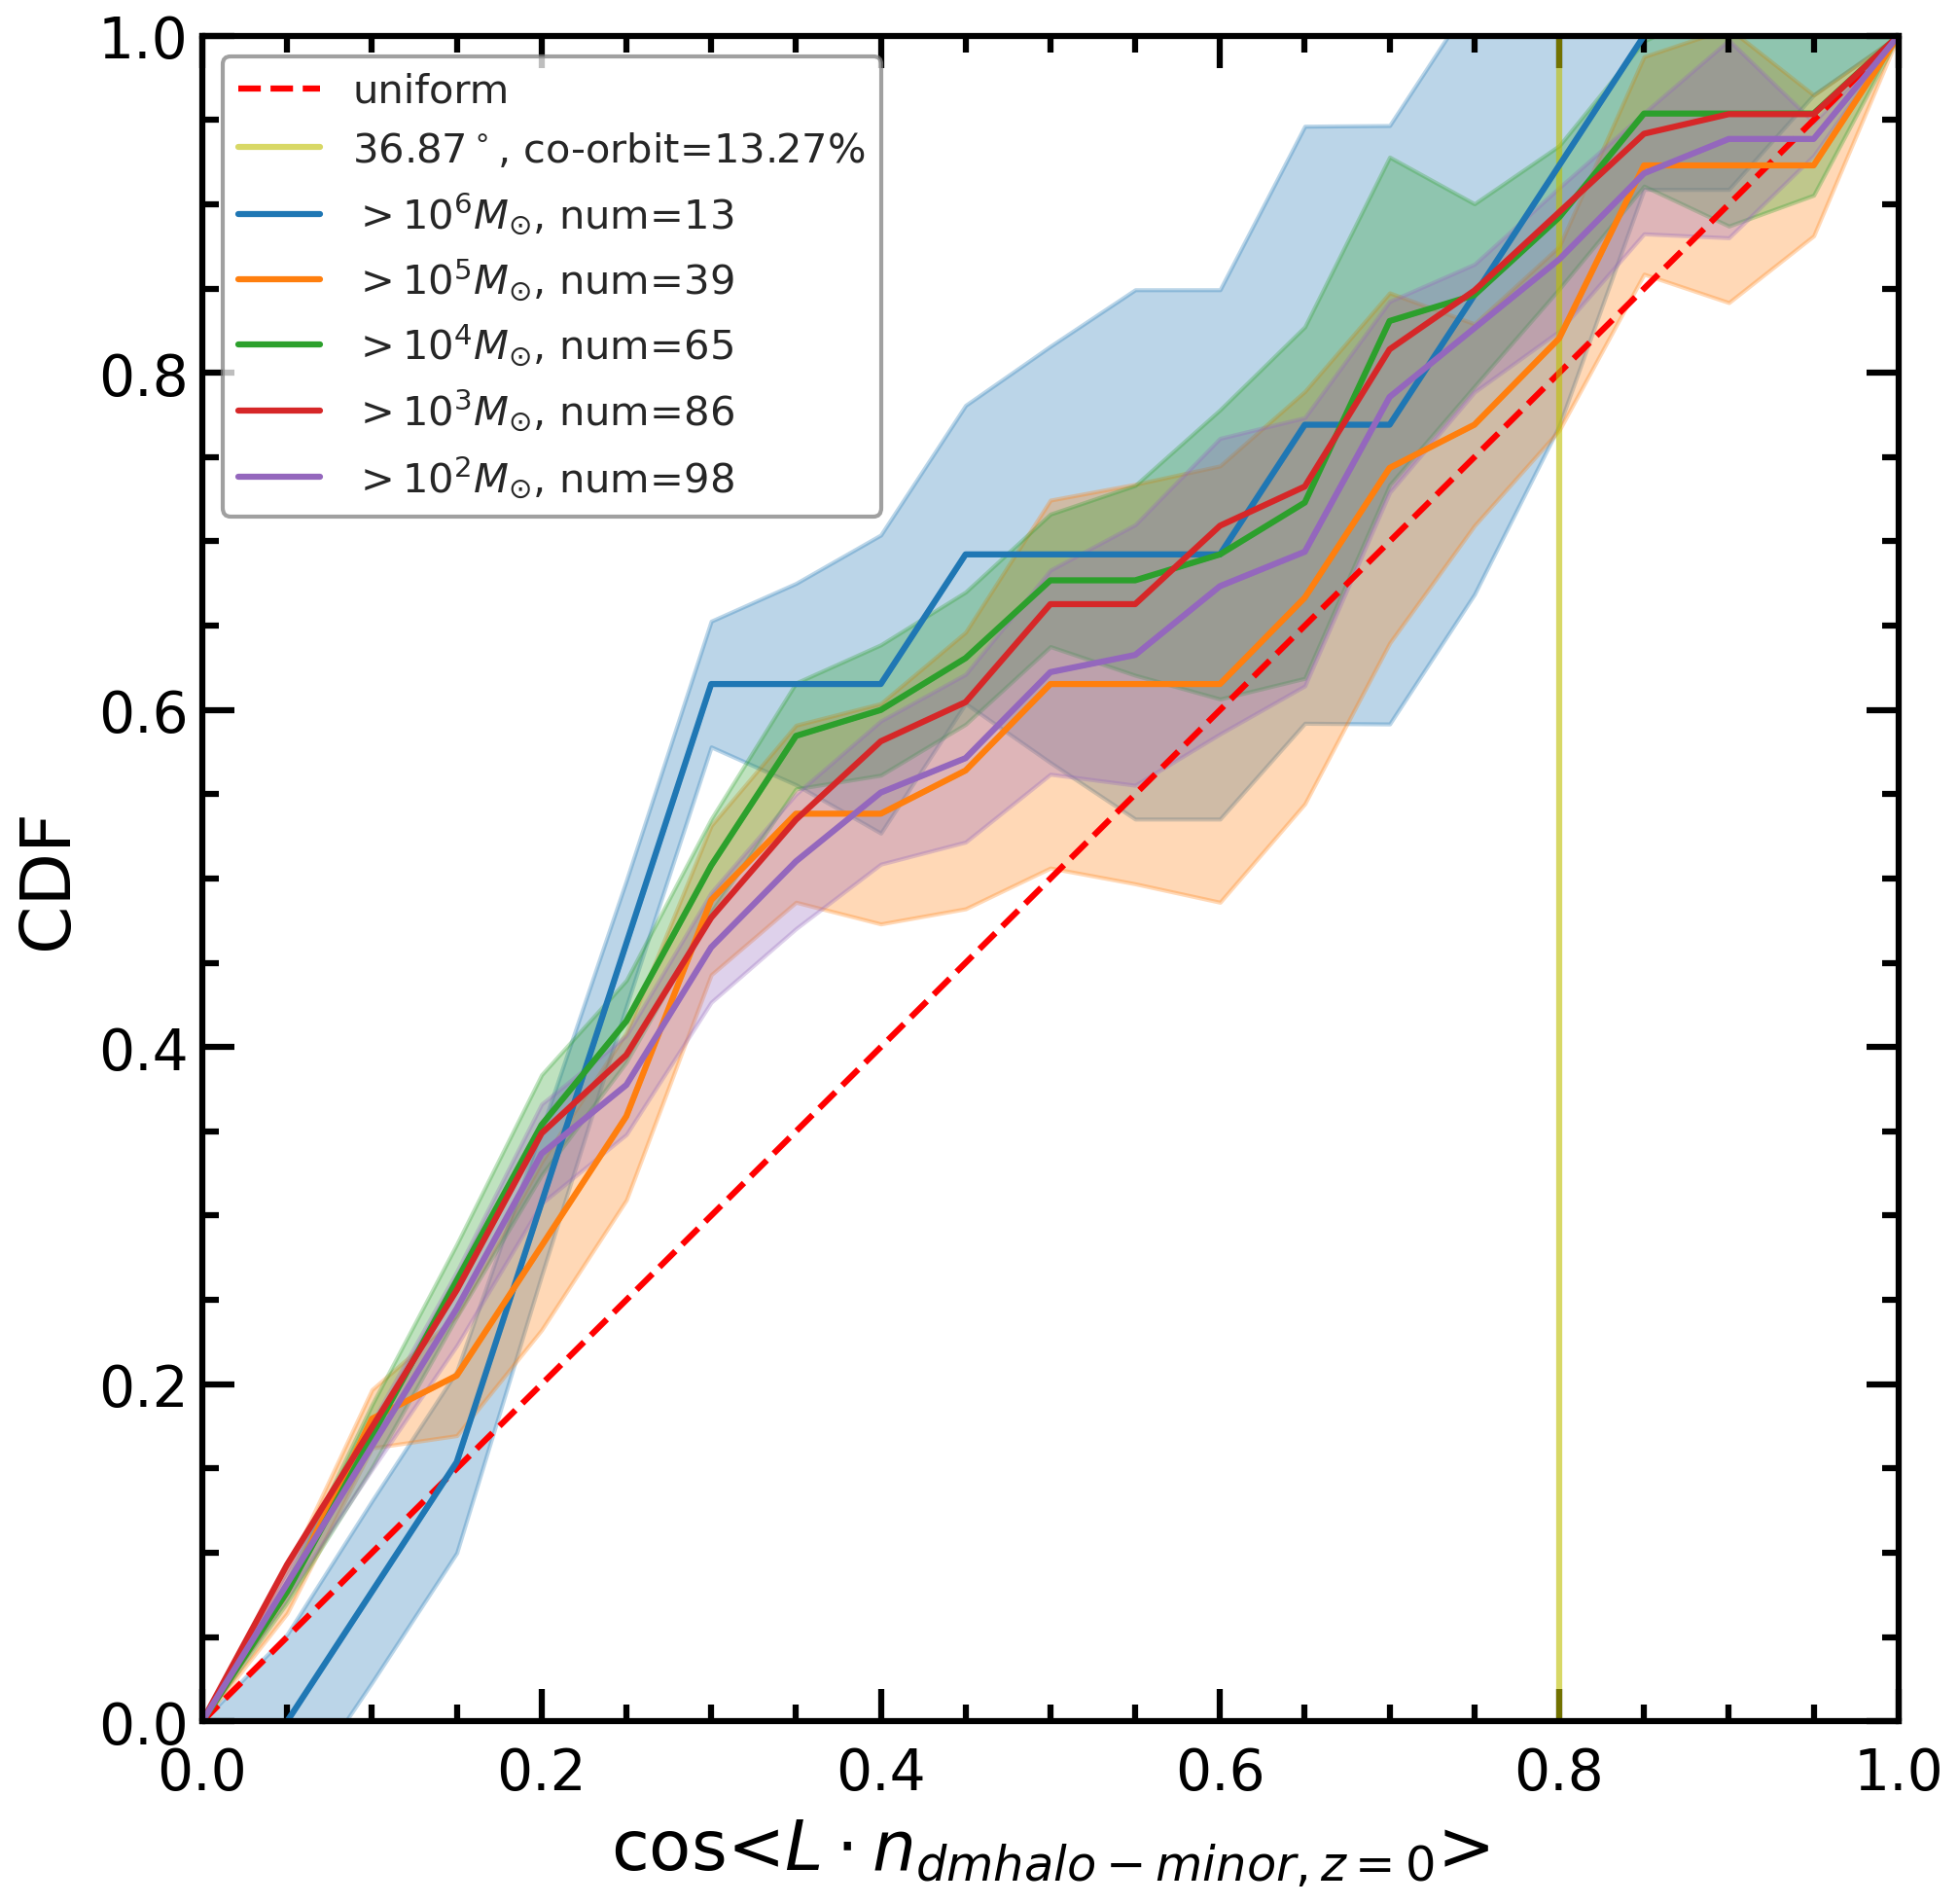 1.0
0.8
0.6
0.4
0.2
0.0
CDF
uniform
36.87°, co-orbit=13.27%
> 10⁶M⊙, num=13
> 10⁵M⊙, num=39
> 10⁴M⊙, num=65
> 10³M⊙, num=86
> 10²M⊙, num=98
0.0 0.2 0.4 0.6 0.8 1.0
cos<L · n_{dmhalo−minor, z=0}>